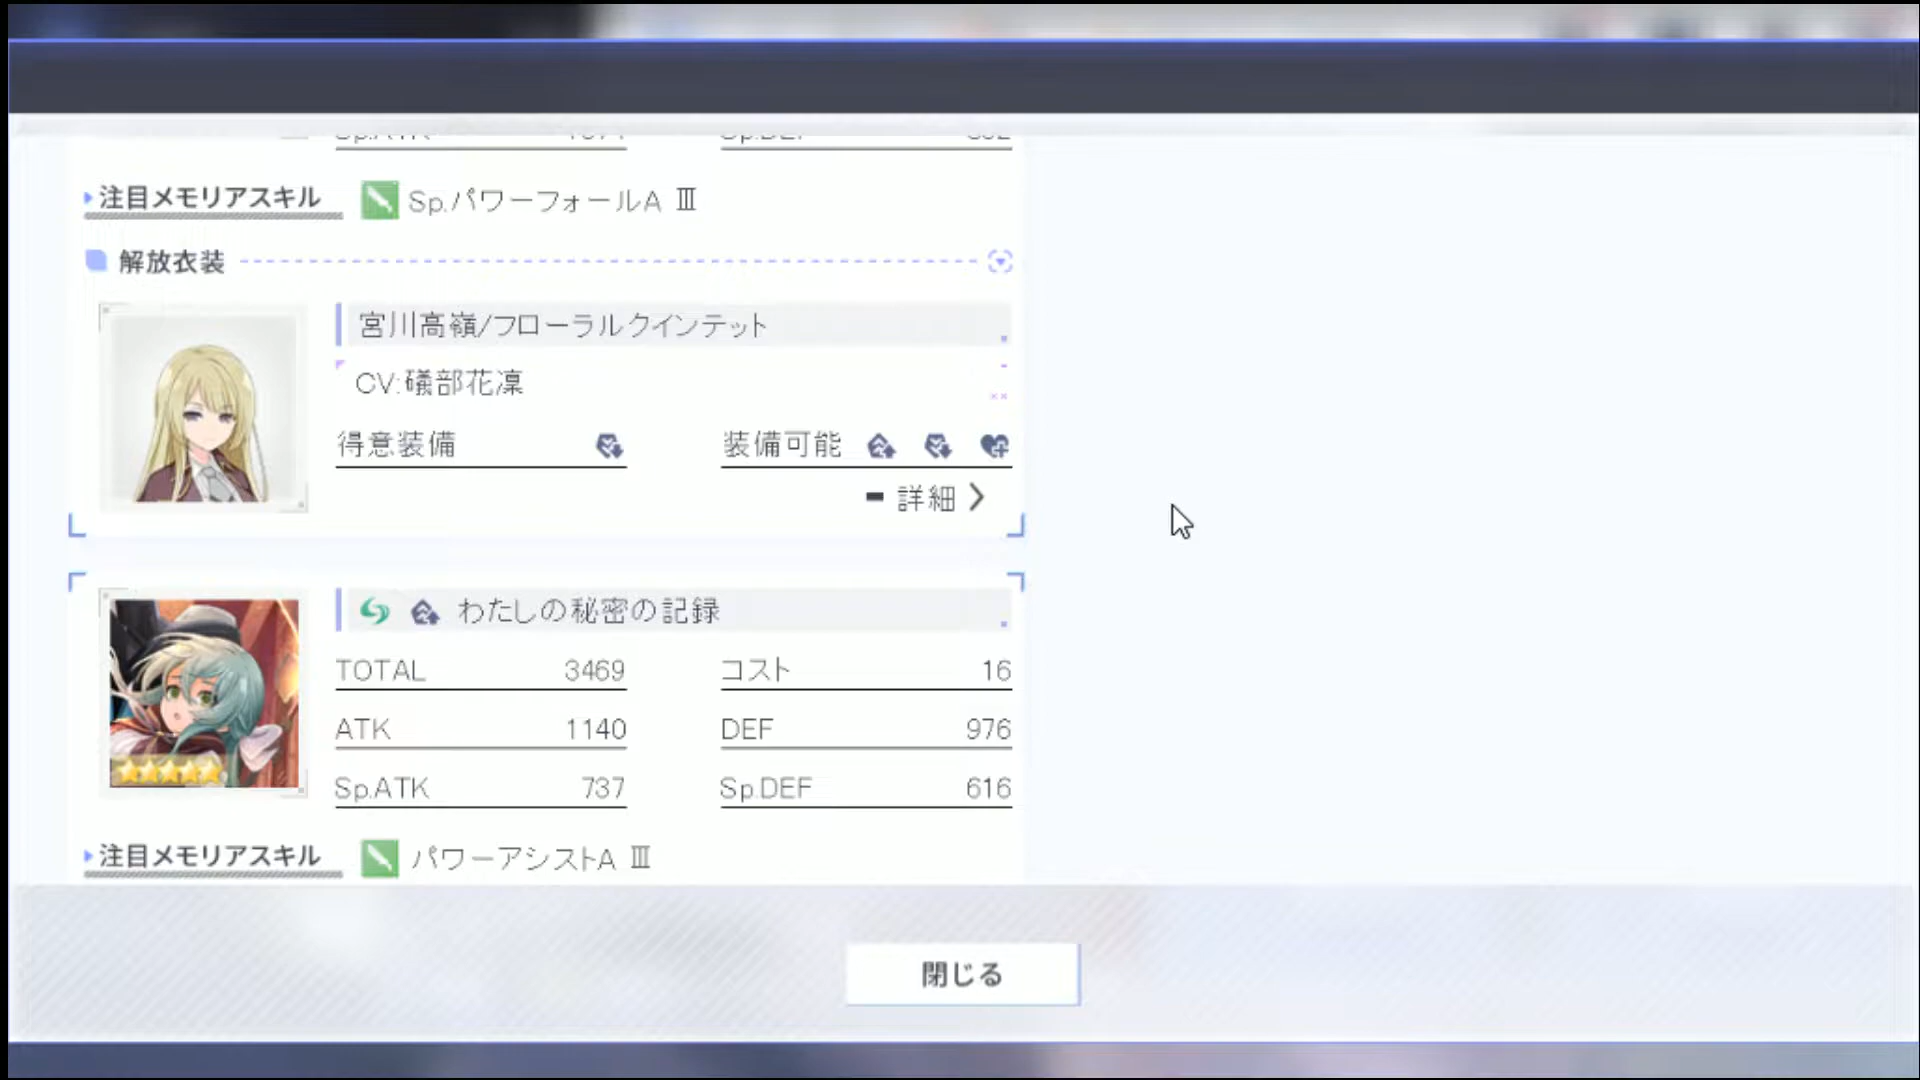 注目メモリアスキル Sp.パワーフォールA Ⅲ
解放衣装
宮川高嶺/フローラルクインテット
CV:礒部花凜
得意装備 装備可能
詳細
わたしの秘密の記録
TOTAL 3469 コスト 16
ATK 1140 DEF 976
Sp.ATK 737 Sp.DEF 616
注目メモリアスキル パワーアシストA Ⅲ
閉じる